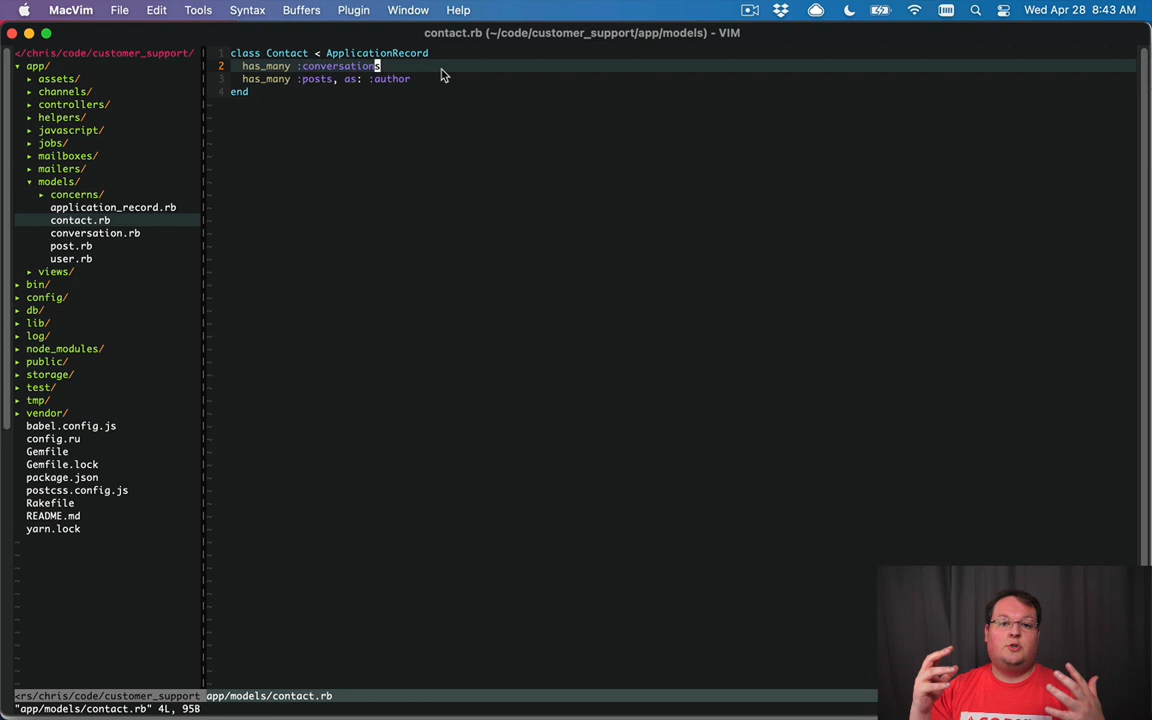 MacVim File Edit Tools Syntax Buffers Plugin Window Help Wed Apr 28 8:43 AM
contact.rb (~/code/customer_support/app/models) - VIM
</chris/code/customer_support/
▾ app/
▸ assets/
▸ channels/
▸ controllers/
▸ helpers/
▸ javascript/
▸ jobs/
▸ mailboxes/
▸ mailers/
▾ models/
▸ concerns/
application_record.rb
contact.rb
conversation.rb
post.rb
user.rb
▸ views/
▸ bin/
▸ config/
▸ db/
▸ lib/
▸ log/
▸ node_modules/
▸ public/
▸ storage/
▸ test/
▸ tmp/
▸ vendor/
babel.config.js
config.ru
Gemfile
Gemfile.lock
package.json
postcss.config.js
Rakefile
README.md
yarn.lock
1 class Contact < ApplicationRecord
2 has_many :conversations
3 has_many :posts, as: :author
4 end
<rs/chris/code/customer_support app/models/contact.rb
"app/models/contact.rb" 4L, 95B